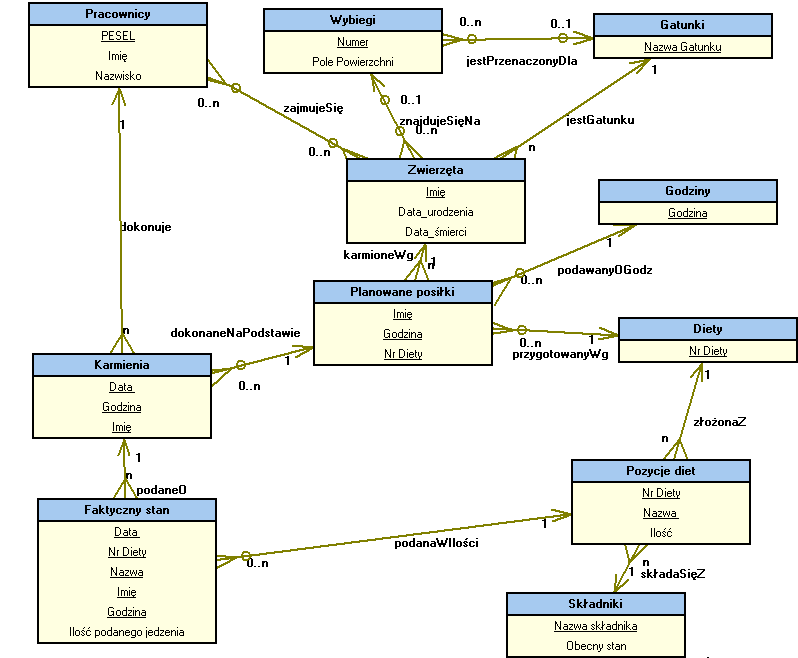 Pracownicy
PESEL
Imię
Nazwisko
Wybiegi
Numer
Pole Powierzchni
0..n
0..1
jestPrzenaczonyDla
Gatunki
Nazwa Gatunku
1
0..n
zajmujeSię
0..n
0..1
znajdujeSięNa
0..n
jestGatunku
1
n
Zwierzęta
Imię
Data_urodzenia
Data_śmierci
Godziny
Godzina
dokonuje
karmioneWg
1
n
1
podawanyOGodz
0..n
Planowane posiłki
Imię
Godzina
Nr Diety
Diety
Nr Diety
n
dokonaneNaPodstawie
1
0..n
0..n
1
przygotowanyWg
Karmienia
Data
Godzina
Imię
1
złożonaZ
n
1
n
podaneO
Pozycje diet
Nr Diety
Nazwa
Ilość
Faktyczny stan
Data
Nr Diety
Nazwa
Imię
Godzina
Ilość podanego jedzenia
1
podanaWIlości
0..n
n
1
składaSięZ
Składniki
Nazwa składnika
Obecny stan